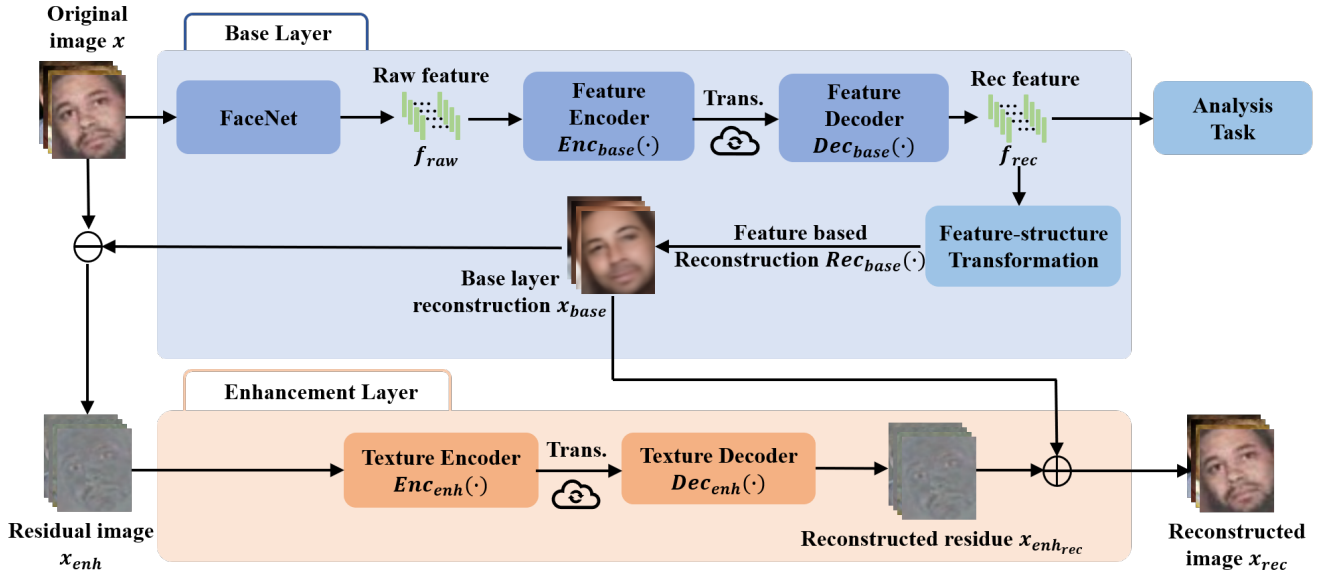 Original
image x
Base Layer
FaceNet
Raw feature
f_raw
Feature
Encoder
Enc_base(·)
Trans.
Feature
Decoder
Dec_base(·)
Rec feature
f_rec
Analysis
Task
Feature based
Reconstruction Rec_base(·)
Feature-structure
Transformation
Base layer
reconstruction x_base
Enhancement Layer
Texture Encoder
Enc_enh(·)
Trans.
Texture Decoder
Dec_enh(·)
Residual image
x_enh
Reconstructed residue x_enh_rec
Reconstructed
image x_rec